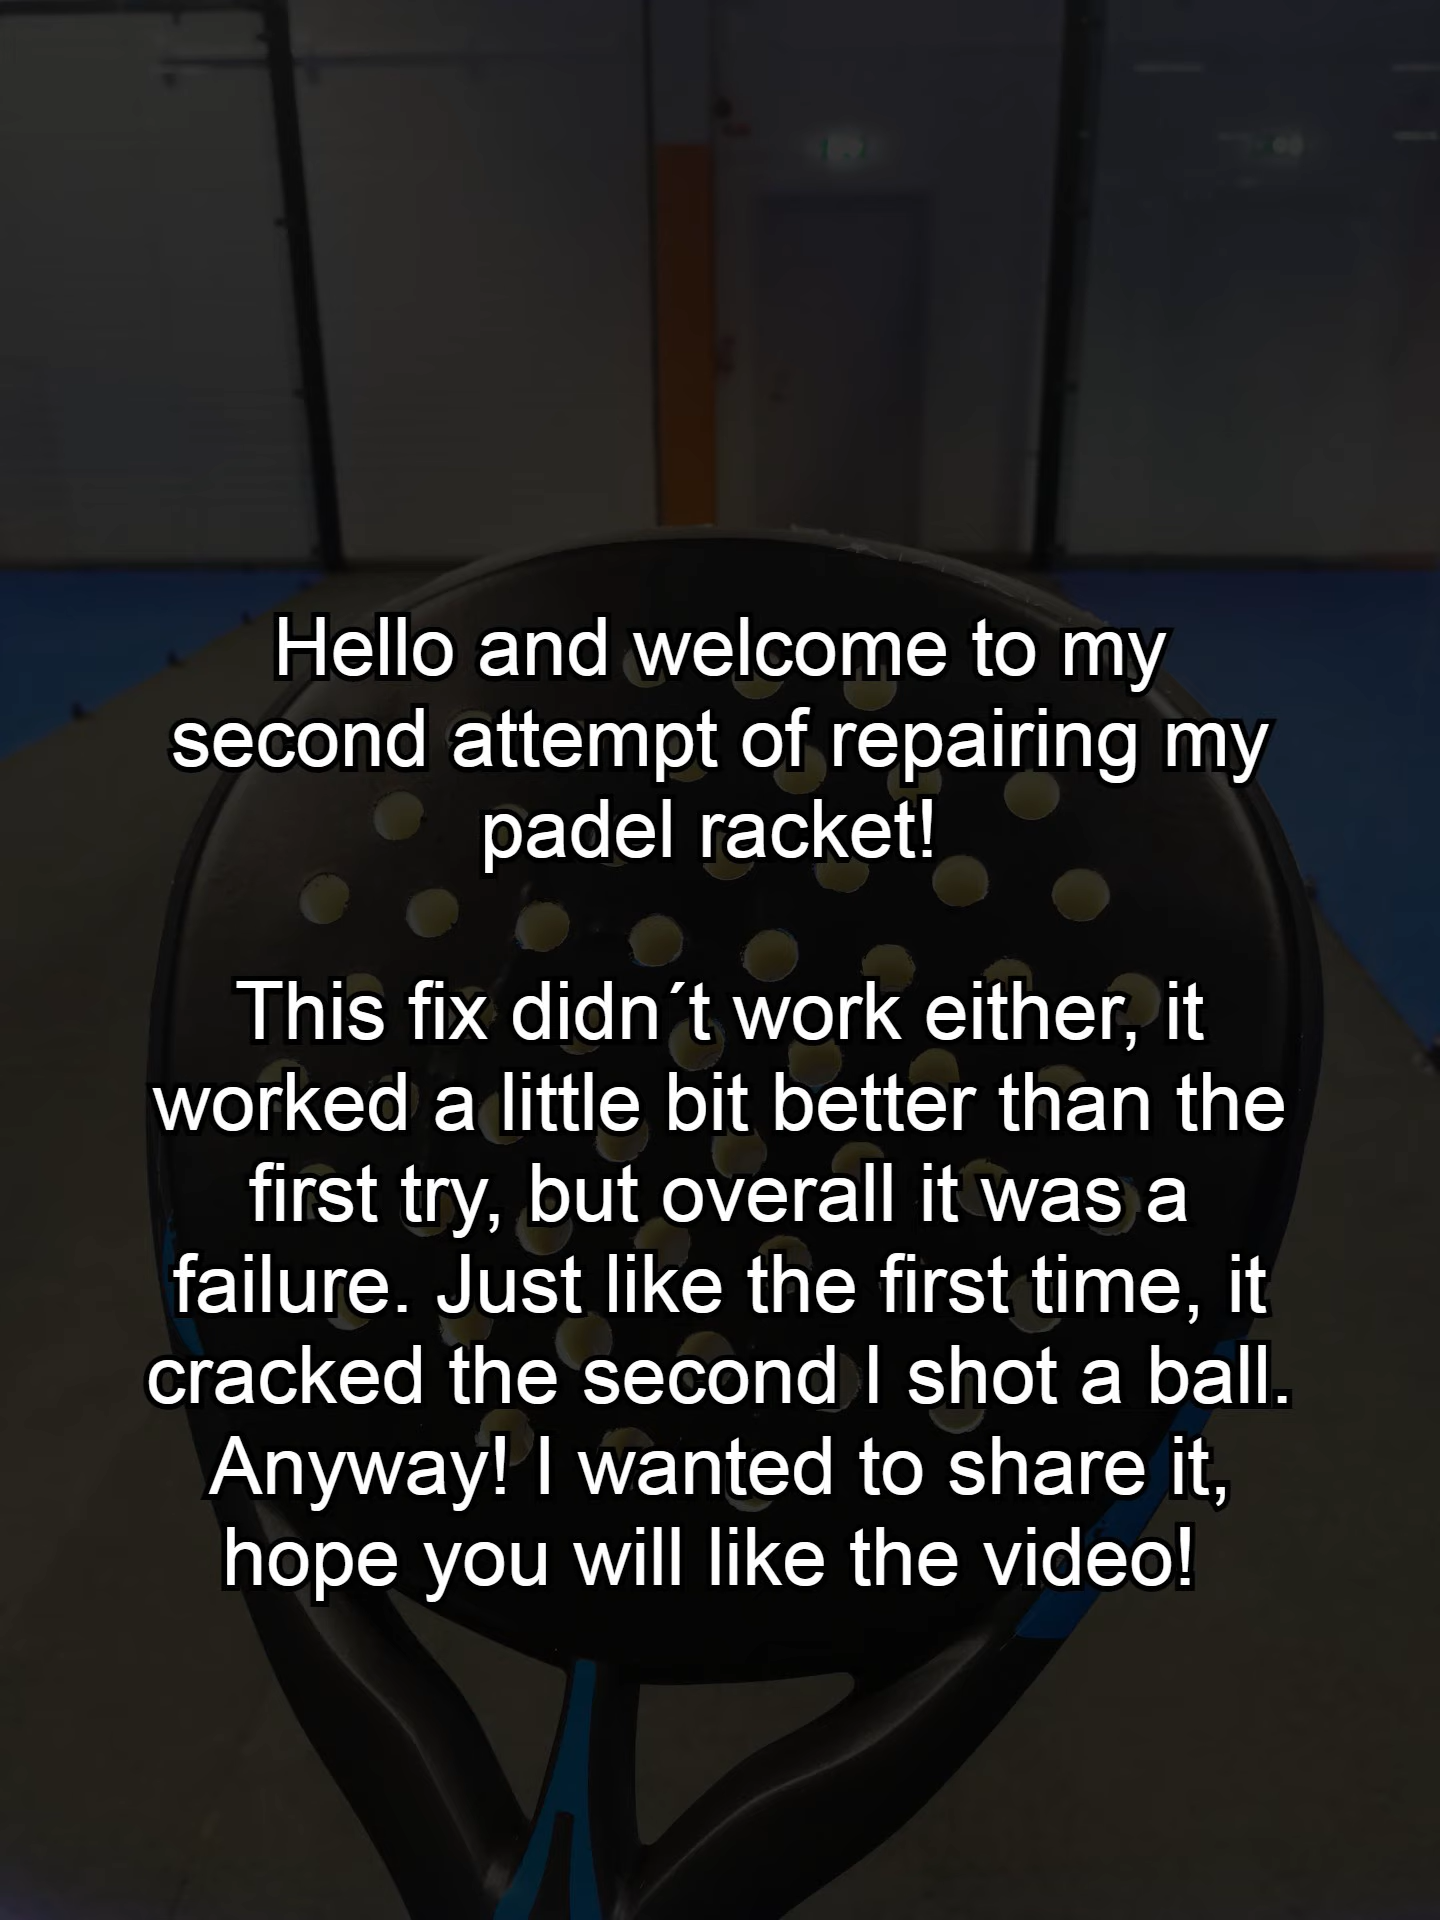 Hello and welcome to my
second attempt of repairing my
padel racket!
This fix didn´t work either, it
worked a little bit better than the
first try, but overall it was a
failure. Just like the first time, it
cracked the second I shot a ball.
Anyway! I wanted to share it,
hope you will like the video!